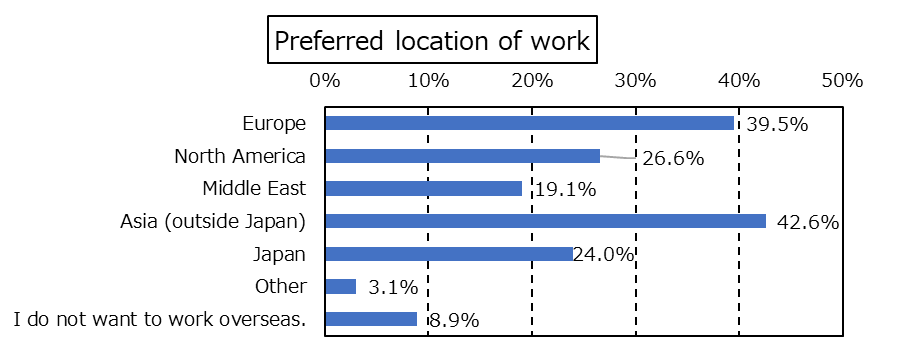 Preferred location of work
0% 10% 20% 30% 40% 50%
Europe 39.5%
North America 26.6%
Middle East 19.1%
Asia (outside Japan) 42.6%
Japan 24.0%
Other 3.1%
I do not want to work overseas. 8.9%